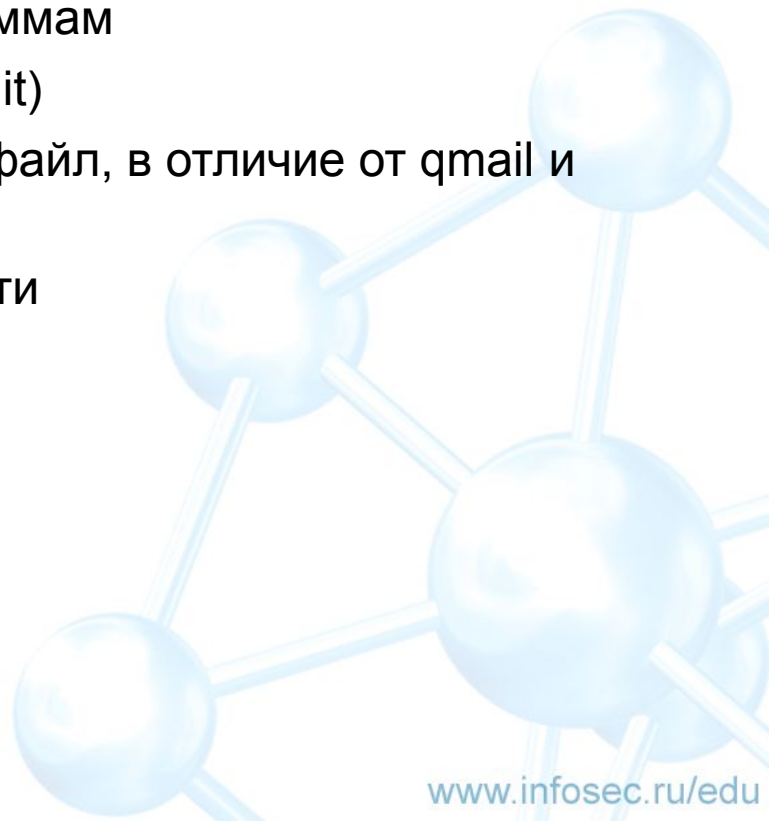 ммам
it)
файл, в отличие от qmail и
ти
www.infosec.ru/edu